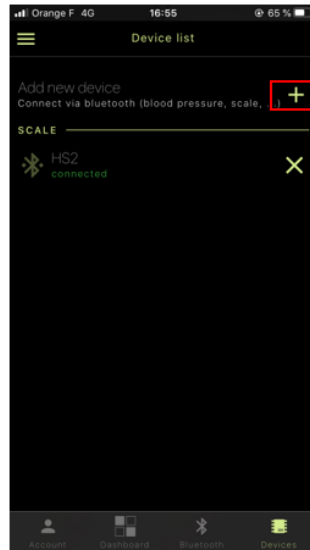 Orange F 4G 16:55 65 %
Device list
Add new device
Connect via bluetooth (blood pressure, scale, ...)
SCALE
HS2
connected
Account Dashboard Bluetooth Devices